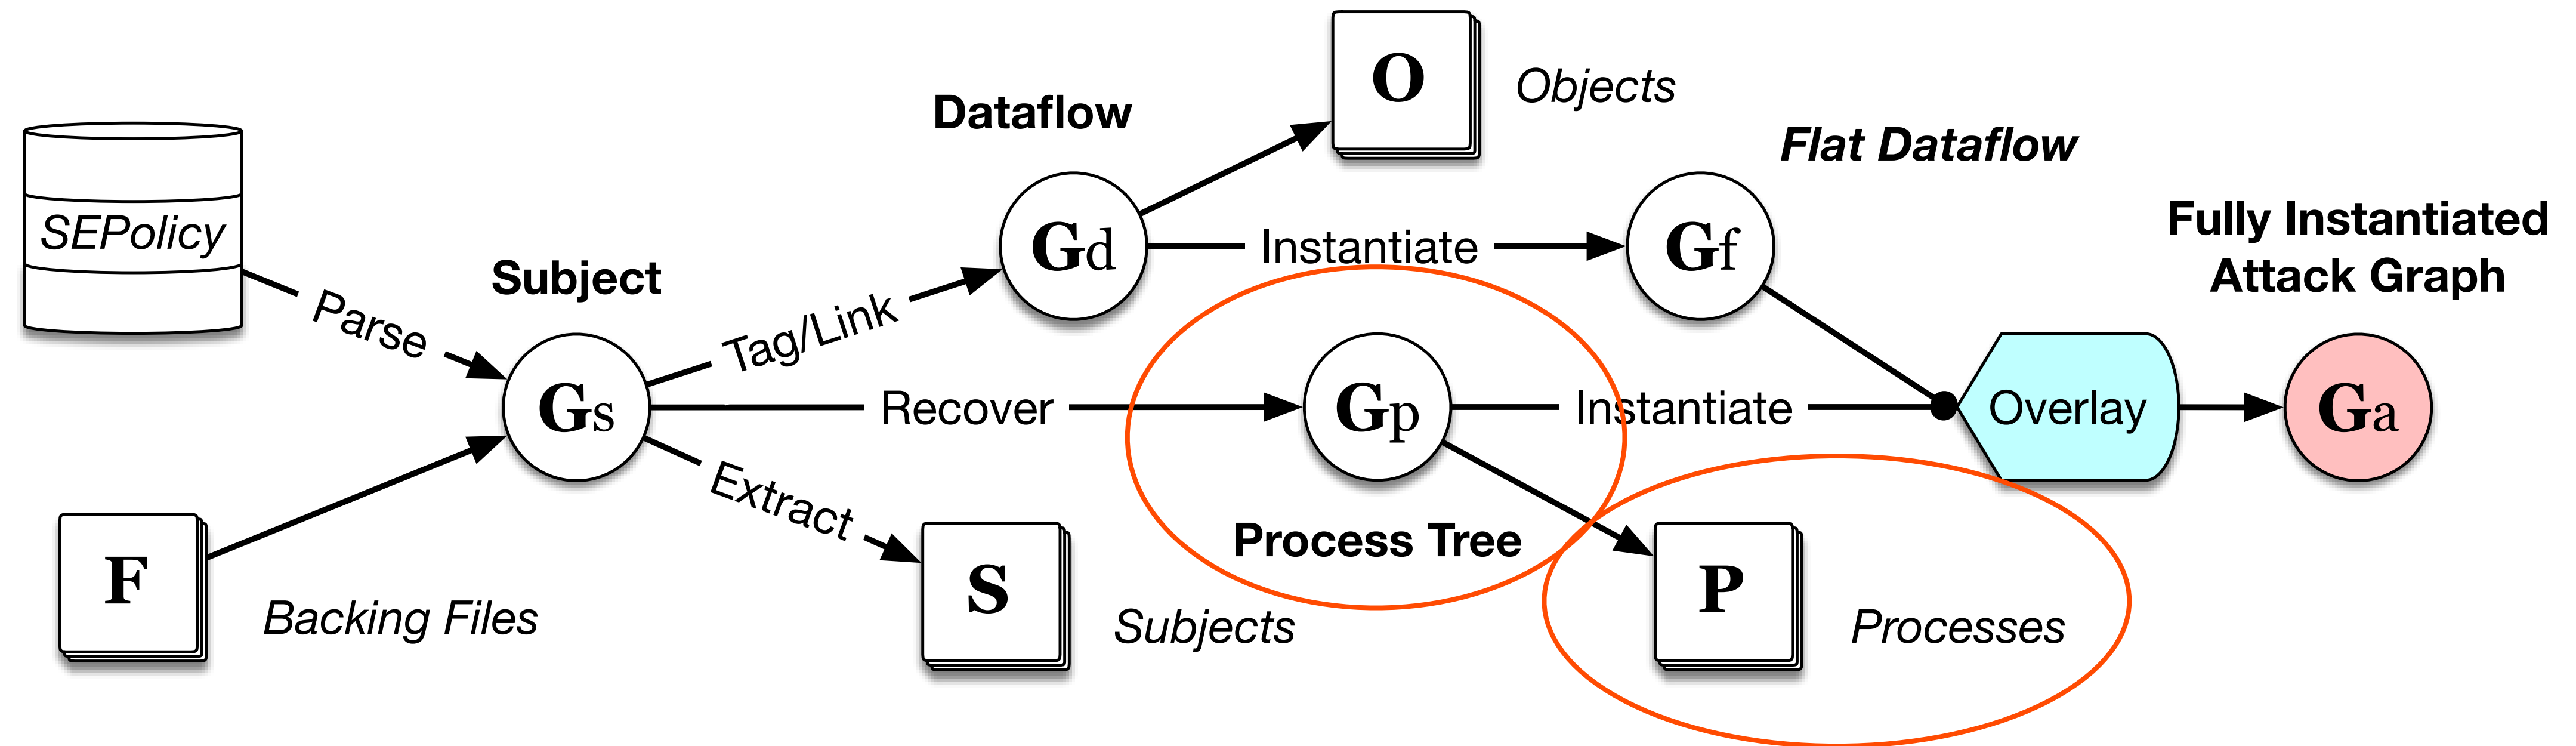 O
Objects
Dataflow
Flat Dataflow
SEPolicy
Gd
Instantiate
Gf
Fully Instantiated
Attack Graph
Subject
Parse
Tag/Link
Gs
Recover
Gp
Instantiate
Overlay
Ga
Extract
Process Tree
F
Backing Files
S
Subjects
P
Processes